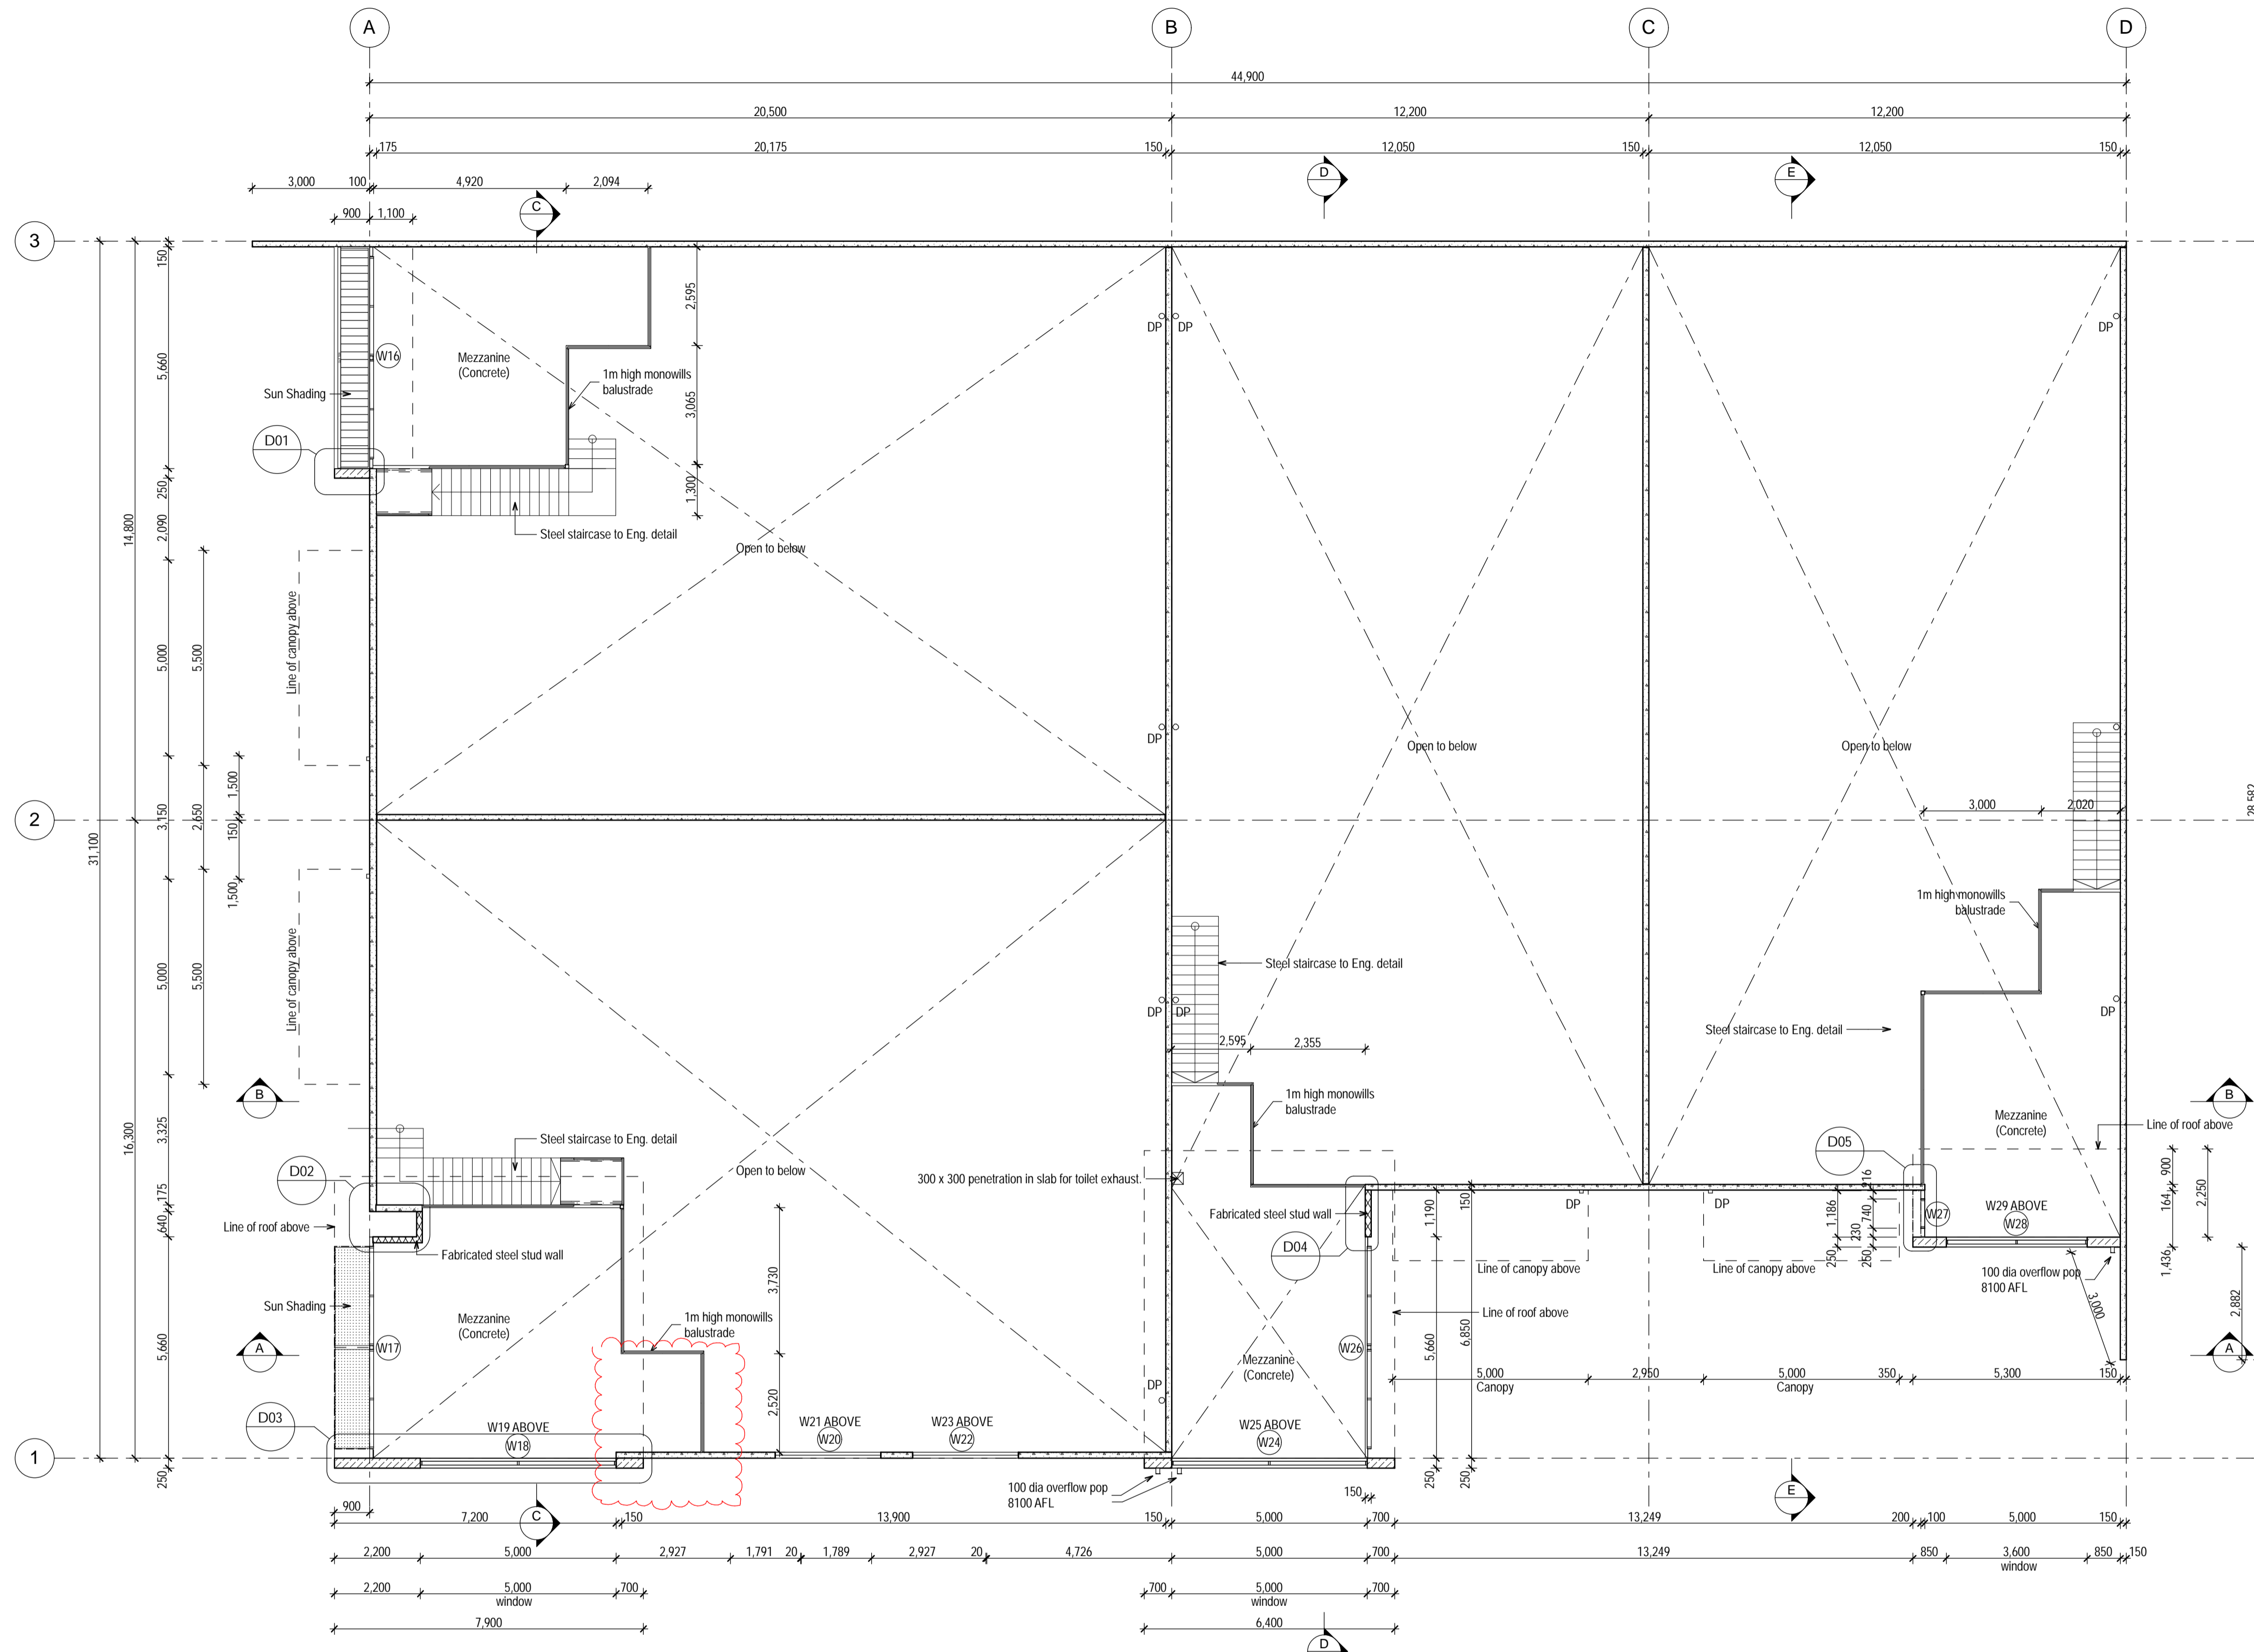 A
B
C
D
44,900
20,500
12,200
12,200
175
20,175
150
12,050
150
12,050
150
3,000
100
4,920
2,094
D
E
900
1,100
C
3
150
5,660
250
2,090
14,800
5,000
5,500
1,500
3,150
2,650
150
2
31,100
1,500
5,000
5,500
16,300
3,325
175
640
5,660
1
250
2,595
3,065
1,300
W16
Mezzanine
(Concrete)
Sun Shading
1m high monowills
balustrade
D01
Steel staircase to Eng. detail
Open to below
Line of canopy above
Line of canopy above
DP
DP
DP
DP
Open to below
Open to below
3,000
2,020
28,582
1m high monowills
balustrade
Steel staircase to Eng. detail
DP
DP
DP
Steel staircase to Eng. detail
2,595
2,355
1m high monowills
balustrade
B
B
Mezzanine
(Concrete)
Line of roof above
Steel staircase to Eng. detail
D02
Open to below
300 x 300 penetration in slab for toilet exhaust.
D05
Line of roof above
Fabricated steel stud wall
Fabricated steel stud wall
D04
1,190
150
DP
DP
1,186
250
916
740
230
250
W27
W29 ABOVE
W28
900
164
2,250
1,436
2,882
Line of canopy above
Line of canopy above
100 dia overflow pop
8100 AFL
3,000
Sun Shading
Mezzanine
(Concrete)
3,730
1m high monowills
balustrade
Line of roof above
A
W17
2,520
W26
5,660
6,850
A
Mezzanine
(Concrete)
DP
5,000
Canopy
2,950
5,000
Canopy
350
5,300
150
D03
W19 ABOVE
W18
W21 ABOVE
W20
W23 ABOVE
W22
W25 ABOVE
W24
100 dia overflow pop
8100 AFL
250
250
150
E
900
7,200
C
150
13,900
150
5,000
700
13,249
200
100
5,000
150
2,200
5,000
2,927
1,791
20
1,789
2,927
20
4,726
5,000
700
13,249
850
3,600
window
850
150
2,200
5,000
window
700
700
5,000
window
700
7,900
6,400
D